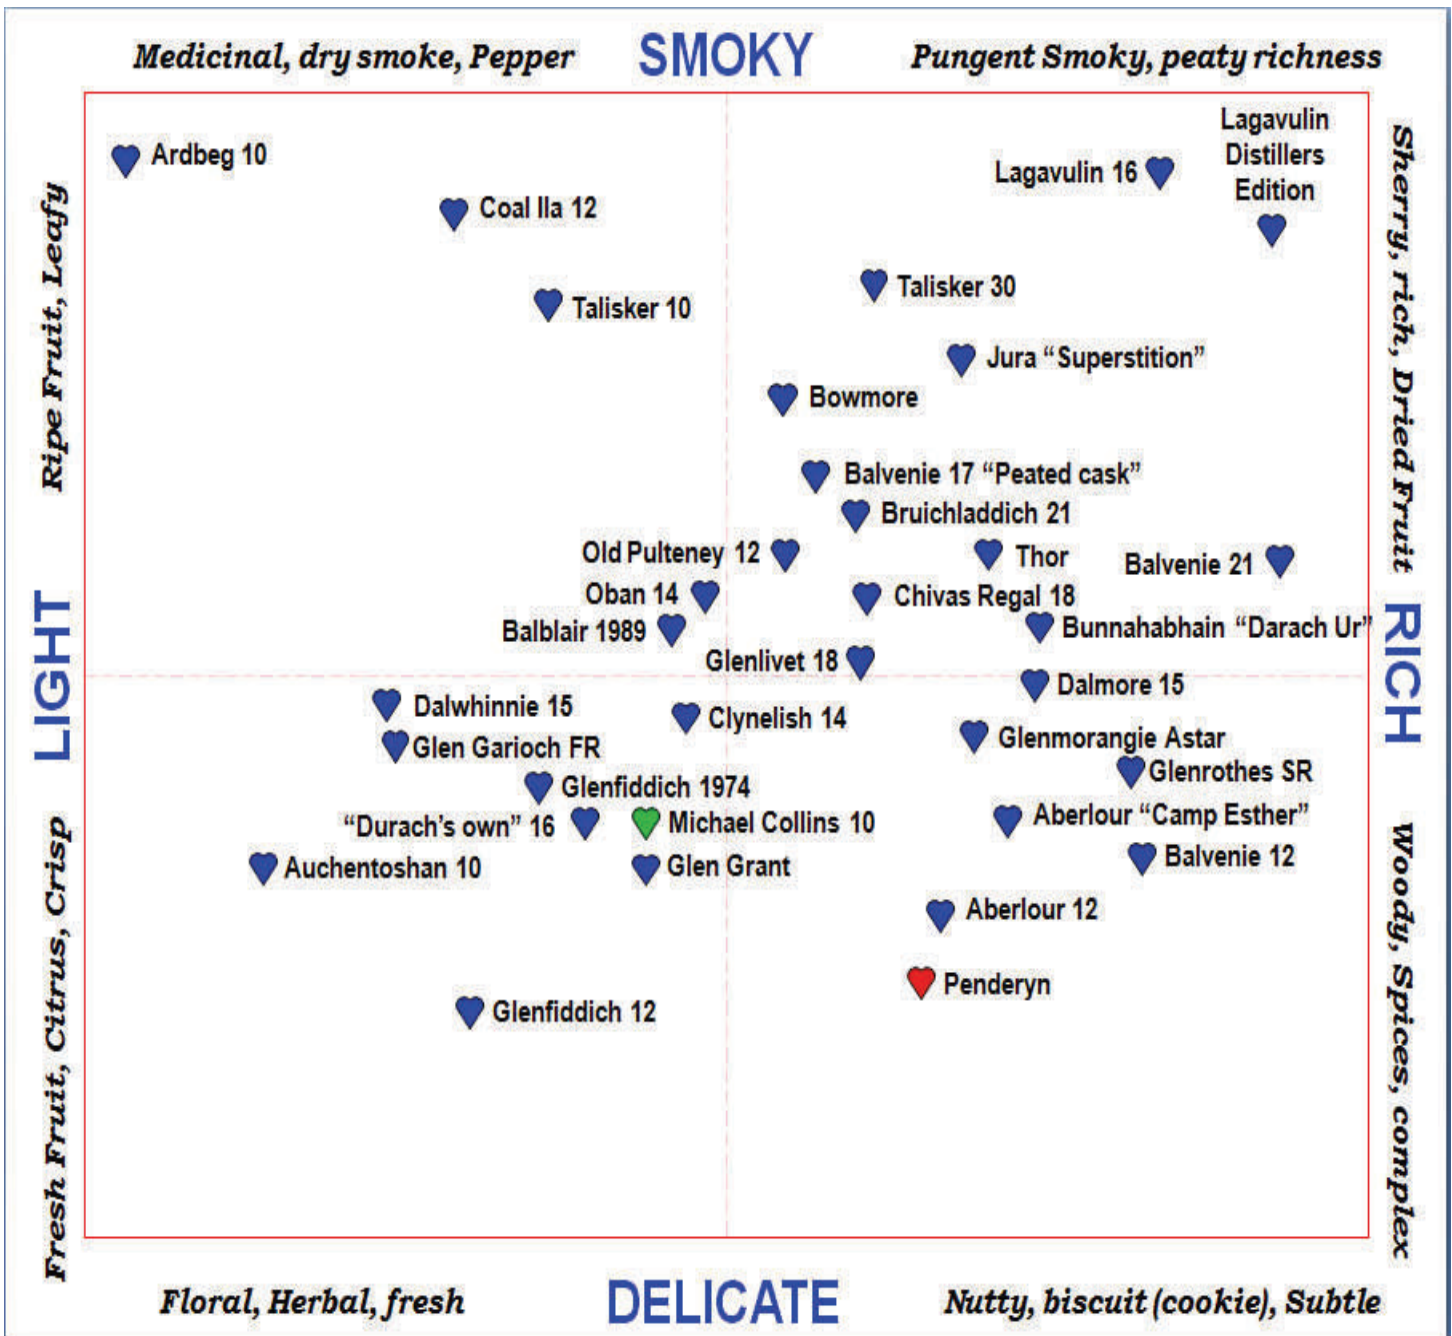 Medicinal, dry smoke, Pepper
SMOKY
Pungent Smoky, peaty richness
Ripe Fruit, Leafy
LIGHT
Fresh Fruit, Citrus, Crisp
Ardbeg 10
Lagavulin
Distillers
Edition
Lagavulin 16
Coal Ila 12
Talisker 30
Talisker 10
Jura “Superstition”
Bowmore
Balvenie 17 “Peated cask”
Bruichladdich 21
Old Pulteney 12
Thor
Balvenie 21
Oban 14
Chivas Regal 18
Balblair 1989
Bunnahabhain “Darach Ur”
Glenlivet 18
Dalmore 15
Dalwhinnie 15
Clynelish 14
Glenmorangie Astar
Glen Garioch FR
Glenrothes SR
Glenfiddich 1974
Aberlour “Camp Esther”
“Durach’s own” 16
Michael Collins 10
Balvenie 12
Auchentoshan 10
Glen Grant
Aberlour 12
Penderyn
Glenfiddich 12
Sherry, rich, Dried Fruit
RICH
Woody, Spices, complex
Floral, Herbal, fresh
DELICATE
Nutty, biscuit (cookie), Subtle